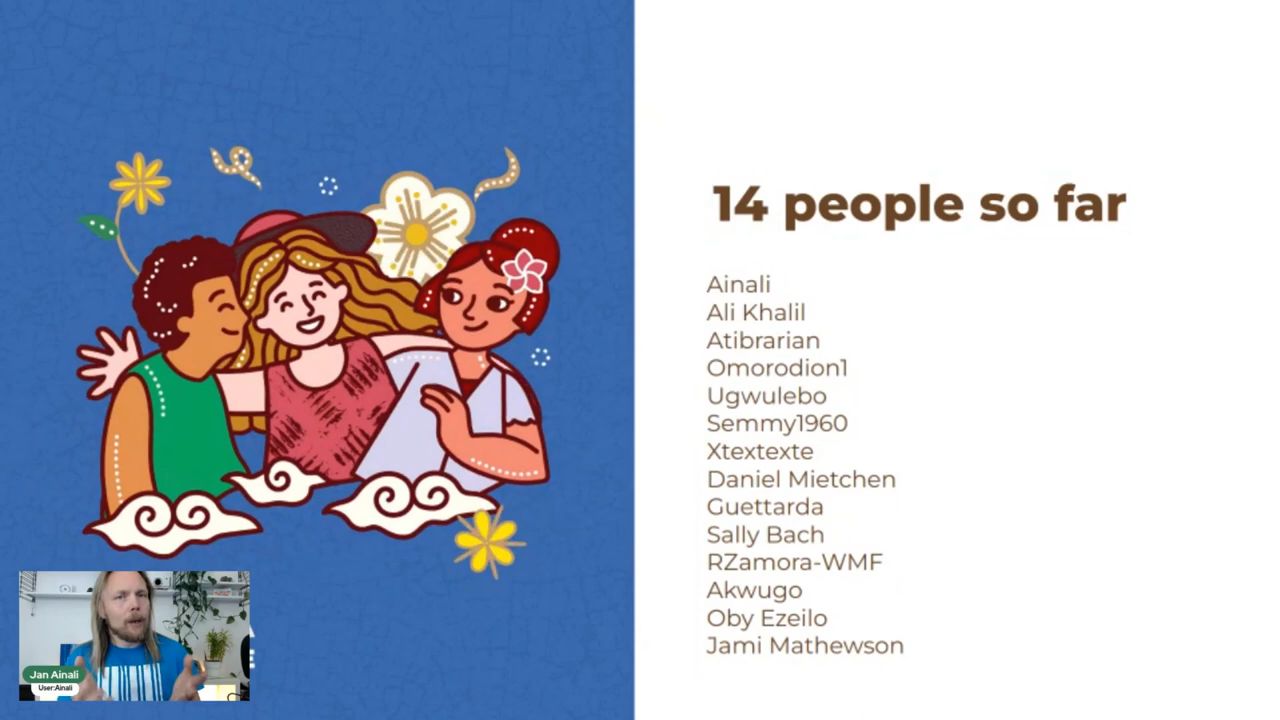 14 people so far
Ainali
Ali Khalil
Atibrarian
Omorodion1
Ugwulebo
Semmy1960
Xtextexte
Daniel Mietchen
Guettarda
Sally Bach
RZamora-WMF
Akwugo
Oby Ezeilo
Jami Mathewson
Jan Ainali
User:Ainali